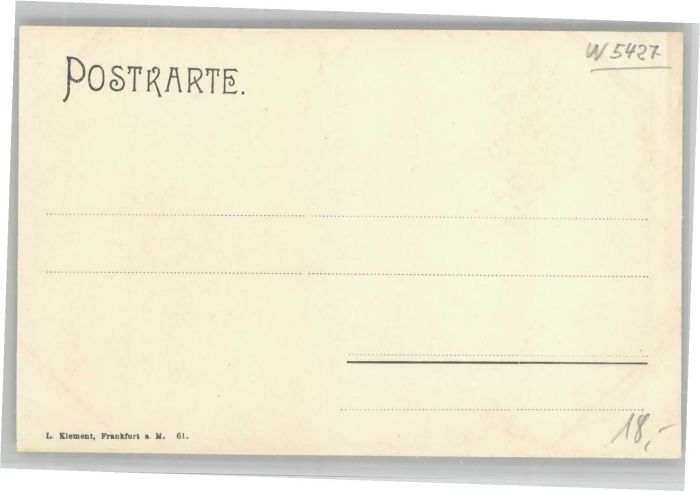 W 5427
POSTKARTE.
L. Klement, Frankfurt a M. 61.
18,-